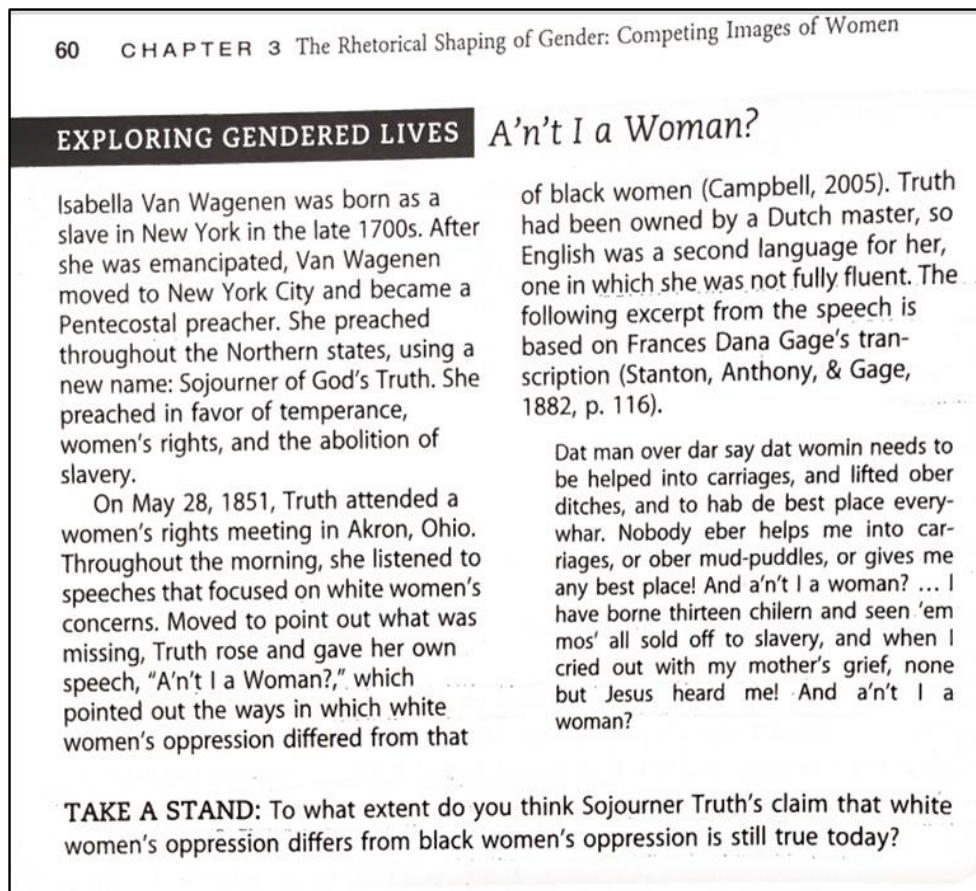 60 CHAPTER 3 The Rhetorical Shaping of Gender: Competing Images of Women
EXPLORING GENDERED LIVES A'n't I a Woman?
Isabella Van Wagenen was born as a
slave in New York in the late 1700s. After
she was emancipated, Van Wagenen
moved to New York City and became a
Pentecostal preacher. She preached
throughout the Northern states, using a
new name: Sojourner of God's Truth. She
preached in favor of temperance,
women's rights, and the abolition of
slavery.
On May 28, 1851, Truth attended a
women's rights meeting in Akron, Ohio.
Throughout the morning, she listened to
speeches that focused on white women's
concerns. Moved to point out what was
missing, Truth rose and gave her own
speech, "A'n't I a Woman?," which
pointed out the ways in which white
women's oppression differed from that
of black women (Campbell, 2005). Truth
had been owned by a Dutch master, so
English was a second language for her,
one in which she was not fully fluent. The
following excerpt from the speech is
based on Frances Dana Gage's tran-
scription (Stanton, Anthony, & Gage,
1882, p. 116).
Dat man over dar say dat womin needs to
be helped into carriages, and lifted ober
ditches, and to hab de best place every-
whar. Nobody eber helps me into car-
riages, or ober mud-puddles, or gives me
any best place! And a'n't I a woman? ... I
have borne thirteen chilern and seen 'em
mos' all sold off to slavery, and when I
cried out with my mother's grief, none
but Jesus heard me! And a'n't I a
woman?
TAKE A STAND: To what extent do you think Sojourner Truth's claim that white
women's oppression differs from black women's oppression is still true today?